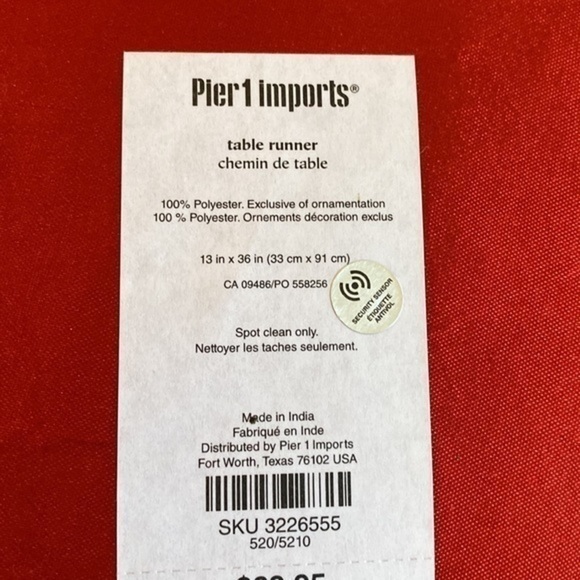 Pier 1 imports®
table runner
chemin de table
100% Polyester. Exclusive of ornamentation
100 % Polyester. Ornements décoration exclus
13 in x 36 in (33 cm x 91 cm)
CA 09486/PO 558256
SECURITY SENSOR
ÉTIQUETTE
ANTIVOL
Spot clean only.
Nettoyer les taches seulement.
Made in India
Fabriqué en Inde
Distributed by Pier 1 Imports
Fort Worth, Texas 76102 USA
SKU 3226555
520/5210